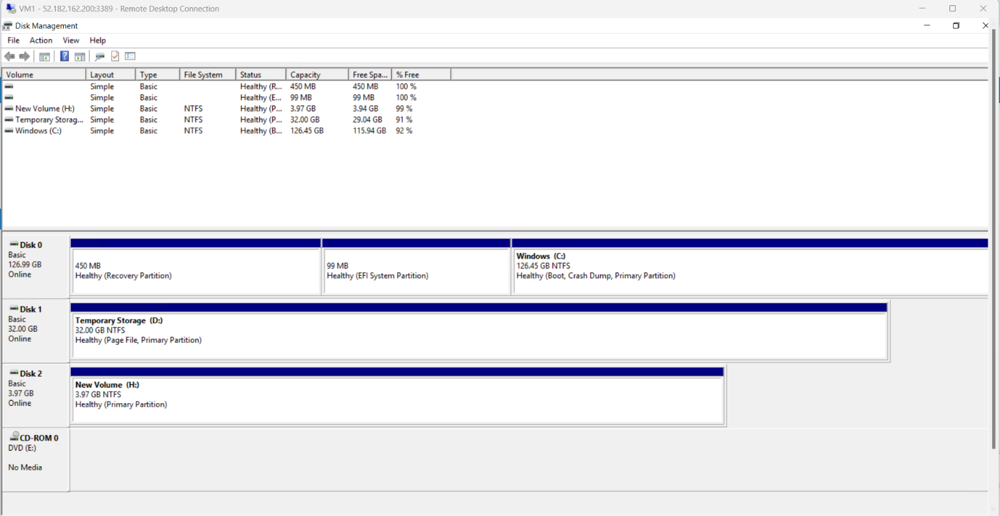 VM1 - 52.182.162.200:3389 - Remote Desktop Connection
Disk Management
File Action View Help
Volume Layout Type File System Status Capacity Free Spa... % Free
Simple Basic Healthy (R... 450 MB 450 MB 100 %
Simple Basic Healthy (E... 99 MB 99 MB 100 %
New Volume (H:) Simple Basic NTFS Healthy (P... 3.97 GB 3.94 GB 99 %
Temporary Storag... Simple Basic NTFS Healthy (P... 32.00 GB 29.04 GB 91 %
Windows (C:) Simple Basic NTFS Healthy (B... 126.45 GB 115.94 GB 92 %
Disk 0
Basic
126.99 GB
Online
450 MB
Healthy (Recovery Partition)
99 MB
Healthy (EFI System Partition)
Windows (C:)
126.45 GB NTFS
Healthy (Boot, Crash Dump, Primary Partition)
Disk 1
Basic
32.00 GB
Online
Temporary Storage (D:)
32.00 GB NTFS
Healthy (Page File, Primary Partition)
Disk 2
Basic
3.97 GB
Online
New Volume (H:)
3.97 GB NTFS
Healthy (Primary Partition)
CD-ROM 0
DVD (E:)
No Media